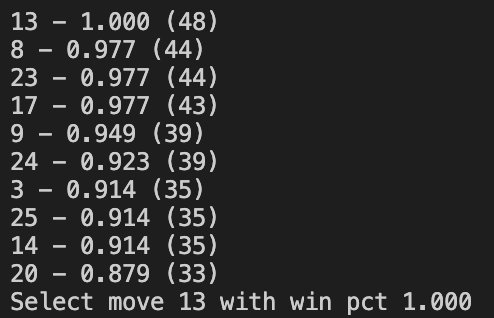 13 – 1.000 (48)
8 – 0.977 (44)
23 – 0.977 (44)
17 – 0.977 (43)
9 – 0.949 (39)
24 – 0.923 (39)
3 – 0.914 (35)
25 – 0.914 (35)
14 – 0.914 (35)
20 – 0.879 (33)
Select move 13 with win pct 1.000